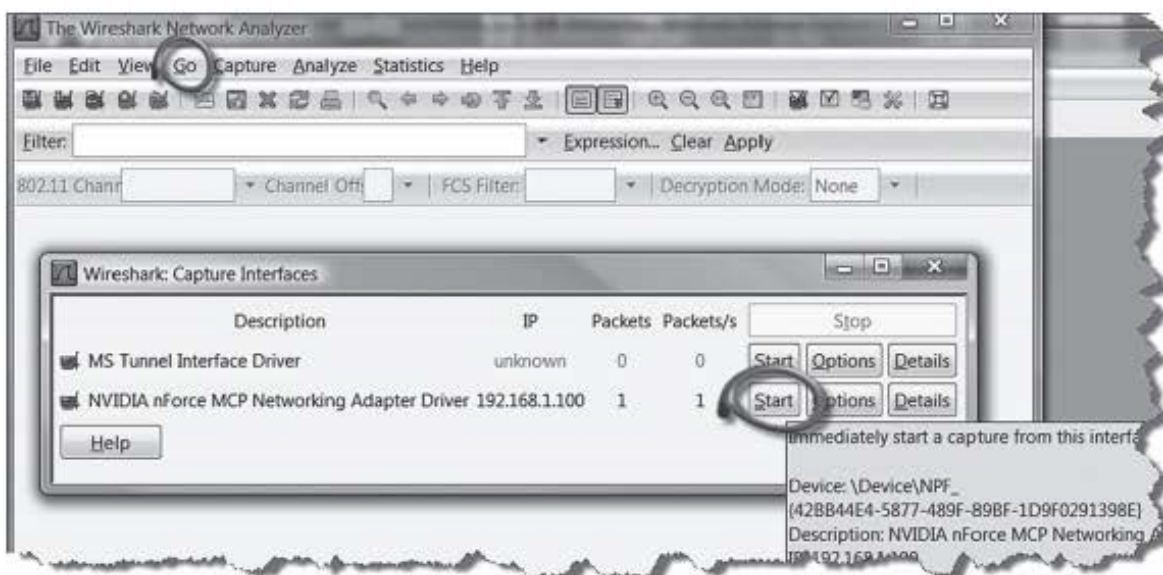 The Wireshark Network Analyzer
File Edit View Go Capture Analyze Statistics Help
Filter: Expression... Clear Apply
802.11 Chann Channel Offs FCS Filter: Decryption Mode: None
Wireshark: Capture Interfaces
Description IP Packets Packets/s Stop
MS Tunnel Interface Driver unknown 0 0 Start Options Details
NVIDIA nForce MCP Networking Adapter Driver 192.168.1.100 1 1 Start Options Details
Help
Immediately start a capture from this interfa
Device: \Device\NPF_
{42BB44E4-5877-489F-89BF-1D9F0291398E}
Description: NVIDIA nForce MCP Networking A